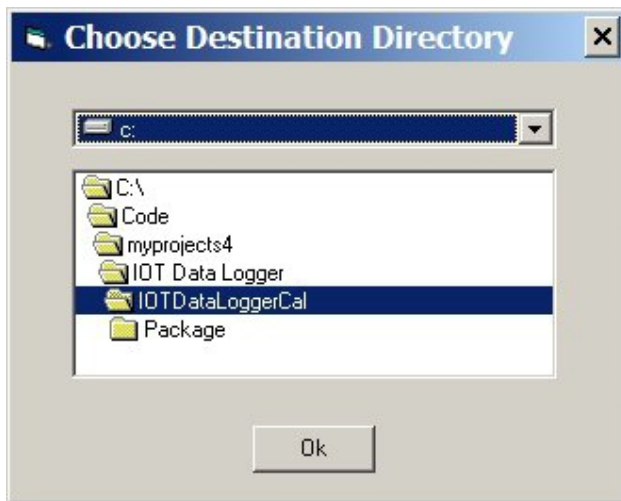 Choose Destination Directory
c:
C:\
Code
myprojects4
IOT Data Logger
IOTDataLoggerCal
Package
Ok